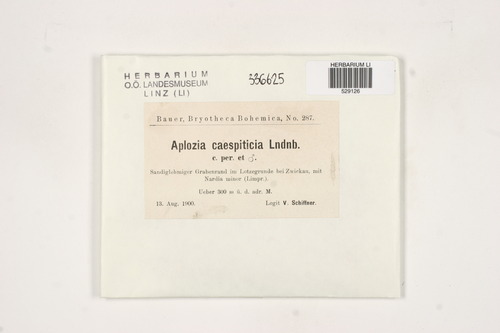 HERBARIUM
O.Ö. LANDESMUSEUM
LINZ (LI)
336625
HERBARIUM LI
529126
Bauer, Bryotheca Bohemica, No. 287.
Aplozia caespiticia Lndnb.
c. per. et ♂.
Sandiglehmiger Grabenrand im Lotzengrunde bei Zwickau, mit
Nardia minor (Limpr.)
Ueber 300 m ü. d. adr. M.
13. Aug. 1900.
Legit V. Schiffner.